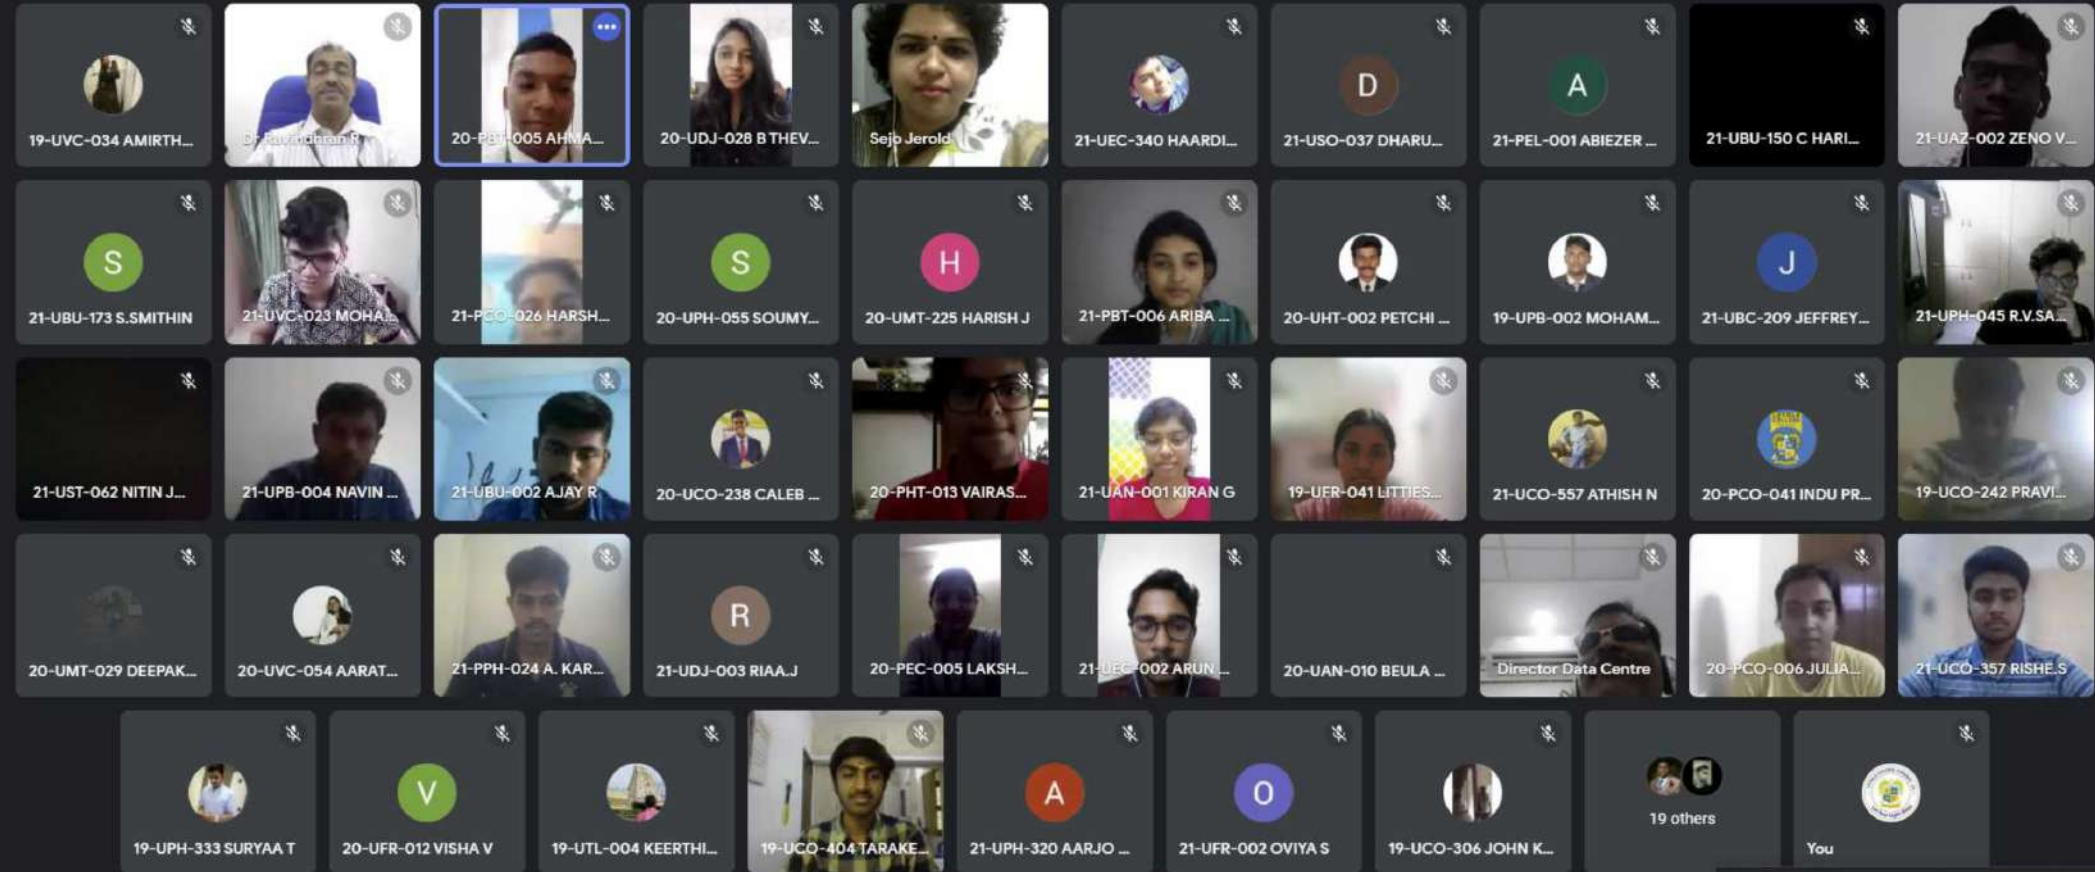 19-UVC-034 AMIRTH...
Dr Ravindhran R
20-PBT-005 AHMA...
20-UDJ-028 B THEV...
Sejo Jerold
21-UEC-340 HAARDI...
D
21-USO-037 DHARU...
A
21-PEL-001 ABIEZER ...
21-UBU-150 C HARI...
21-UAZ-002 ZENO V...
S
21-UBU-173 S.SMITHIN
21-UVC-023 MOHA...
21-PCO-026 HARSH...
S
20-UPH-055 SOUMY...
H
20-UMT-225 HARISH J
21-PBT-006 ARIBA ...
20-UHT-002 PETCHI ...
19-UPB-002 MOHAM...
J
21-UBC-209 JEFFREY...
21-UPH-045 R.V.SA...
21-UST-062 NITIN J...
21-UPB-004 NAVIN ...
21-UBU-002 AJAY R
20-UCO-238 CALEB ...
20-PHT-013 VAIRAS...
21-UAN-001 KIRAN G
19-UFR-041 LITTIES...
21-UCO-557 ATHISH N
20-PCO-041 INDU PR...
19-UCO-242 PRAVI...
20-UMT-029 DEEPAK...
20-UVC-054 AARAT...
21-PPH-024 A. KAR...
R
21-UDJ-003 RIAA.J
20-PEC-005 LAKSH...
21-UEC-002 ARUN ...
20-UAN-010 BEULA ...
Director Data Centre
20-PCO-006 JULIA...
21-UCO-357 RISHE.S
19-UPH-333 SURYAA T
V
20-UFR-012 VISHA V
19-UTL-004 KEERTHI...
19-UCO-404 TARAKE...
A
21-UPH-320 AARJO ...
O
21-UFR-002 OVIYA S
19-UCO-306 JOHN K...
19 others
You